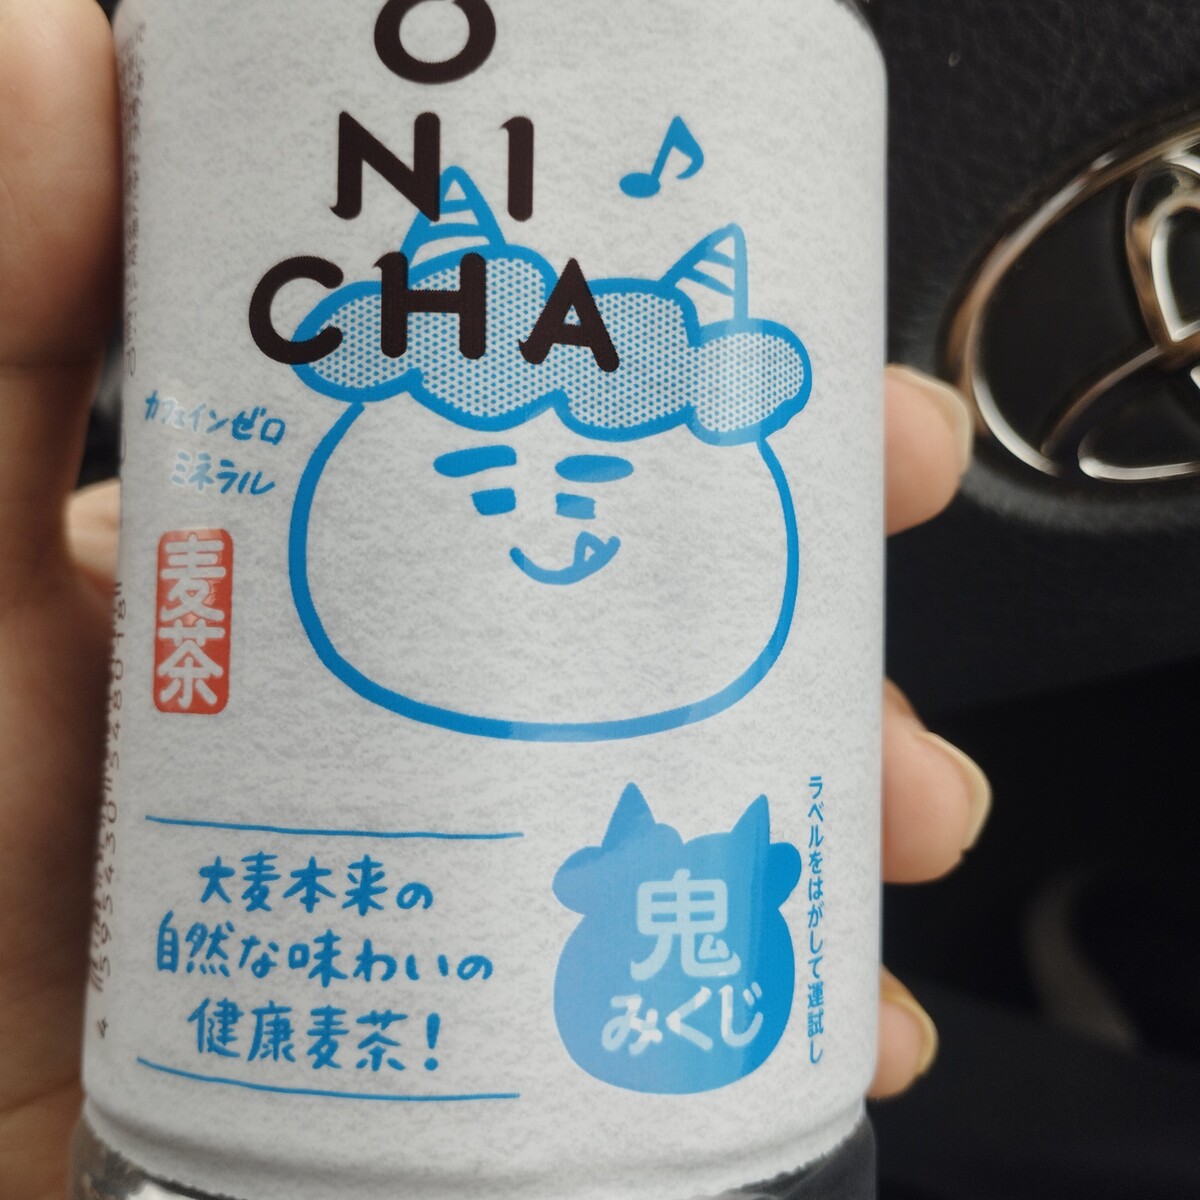 O
NI
CHA
カフェインゼロ
ミネラル
麦茶
大麦本来の
自然な味わいの
健康麦茶!
鬼
みくじ
ラベルをはがして運試し